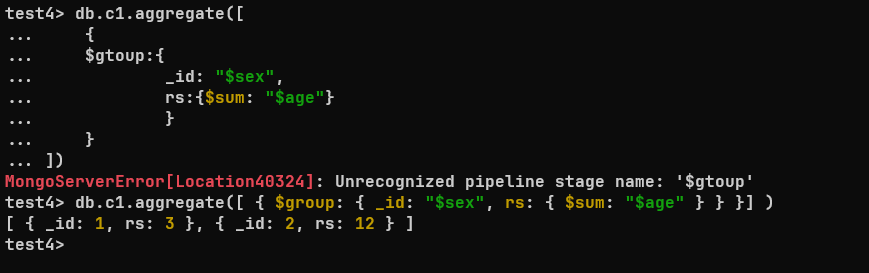 test4> db.c1.aggregate([
...     {
...     $gtoup:{
...             _id: "$sex",
...             rs:{$sum: "$age"}
...             }
...     }
... ])
MongoServerError[Location40324]: Unrecognized pipeline stage name: '$gtoup'
test4> db.c1.aggregate([ { $group: { _id: "$sex", rs: { $sum: "$age" } } }] )
[ { _id: 1, rs: 3 }, { _id: 2, rs: 12 } ]
test4>